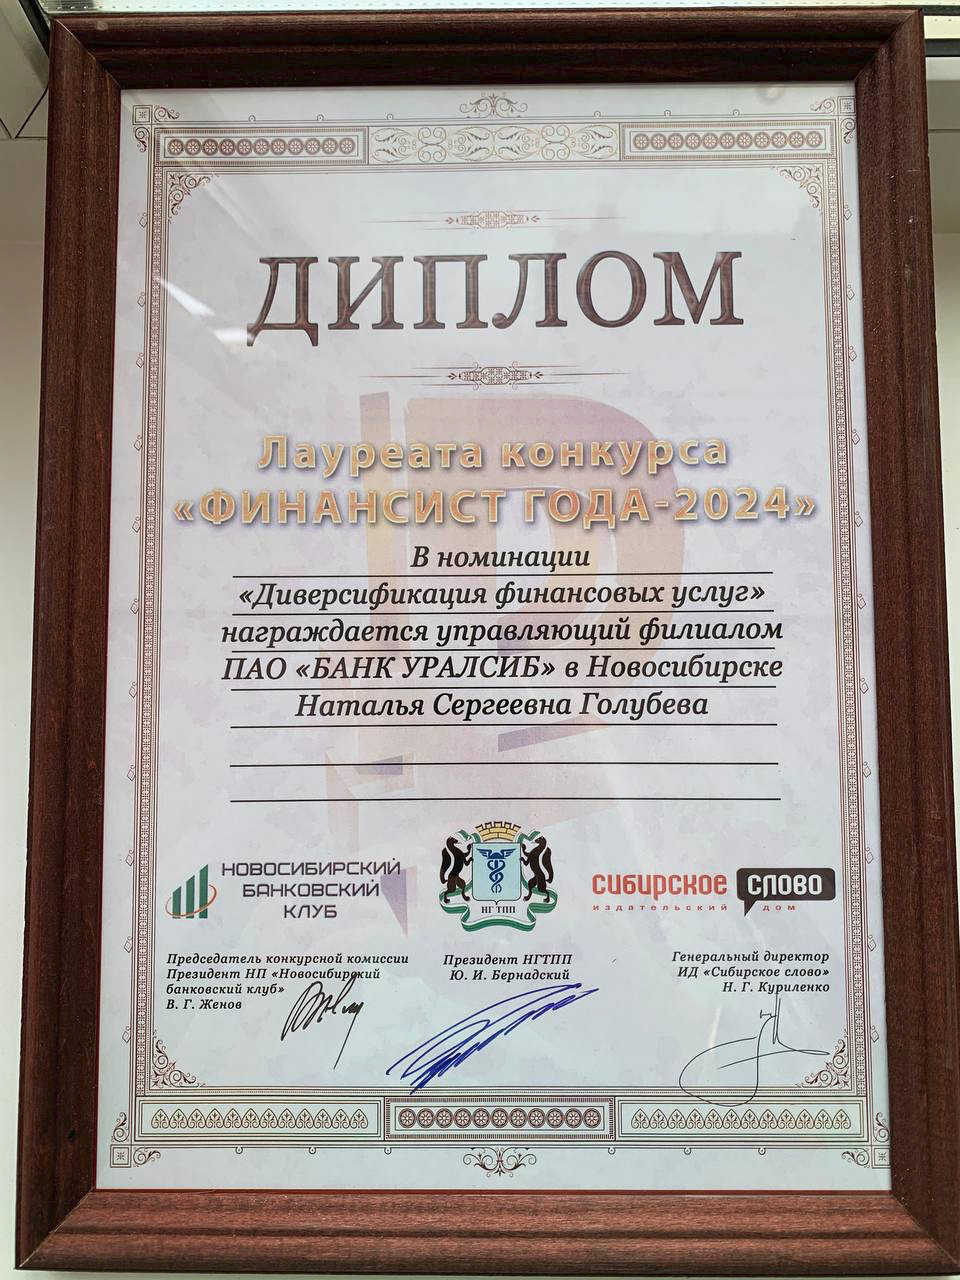 ДИПЛОМ
Лауреата конкурса
«ФИНАНСИСТ ГОДА-2024»
В номинации
«Диверсификация финансовых услуг»
награждается управляющий филиалом
ПАО «БАНК УРАЛСИБ» в Новосибирске
Наталья Сергеевна Голубева
НОВОСИБИРСКИЙ
БАНКОВСКИЙ
КЛУБ
НГ ТПП
СИБИРСКОЕ СЛОВО
ИЗДАТЕЛЬСКИЙ ДОМ
Председатель конкурсной комиссии
Президент НП «Новосибирский
банковский клуб»
В. Г. Женов
Президент НГТПП
Ю. И. Бернадский
Генеральный директор
ИД «Сибирское слово»
Н. Г. Куриленко